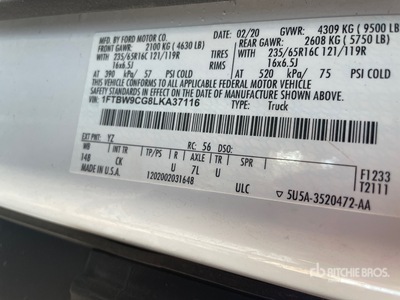 MFD. BY FORD MOTOR CO. 02/20 GVWR: 4309 KG ( 9500 LB)
FRONT GAWR: 2100 KG ( 4630 LB) REAR GAWR: 2608 KG ( 5750 LB)
235/65R16C 121/119R TIRES WITH 235/65R16C 121/119R TIRES
16x6.5J RIMES 16x6.5J RIMS
AT 390 kPa/ 57 PSI COLD AT 520 kPa/ 75 PSI COLD
THIS VEHICLE CONFORMS TO ALL APPLICABLE FEDERAL MOTOR VEHICLE
SAFETY STANDARDS IN EFFECT ON THE DATE OF MANUFACTURE SHOWN ABOVE.
VIN: 1FTBW9CG8LKA37116 TYPE: Truck
EXT PNT: YZ RC: 56 DSO: F1233
WB INT TR TP/PS R AXLE TR SPR T2111
148 CK U 7L U
MADE IN U.S.A. 1202002031648 ULC ▽ 5U5A-3520472-AA
RITCHIE BROS.